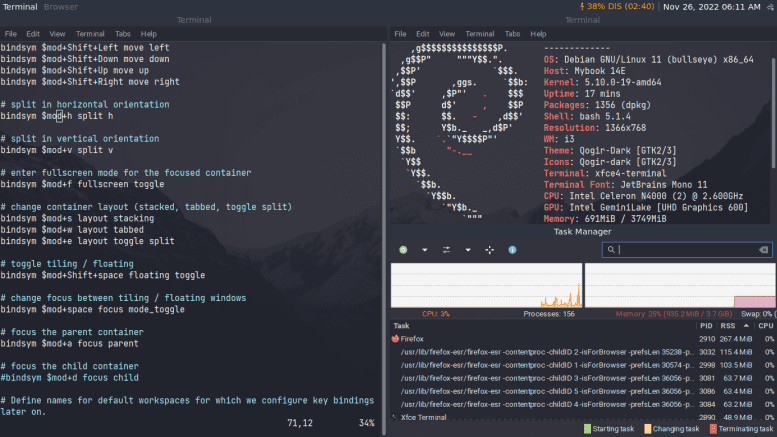 Terminal Browser
38% DIS (02:40) Nov 26, 2022 06:11 AM
Terminal
File Edit View Terminal Tabs Help
bindsym $mod+Shift+Left move left
bindsym $mod+Shift+Down move down
bindsym $mod+Shift+Up move up
bindsym $mod+Shift+Right move right
# split in horizontal orientation
bindsym $mod+h split h
# split in vertical orientation
bindsym $mod+v split v
# enter fullscreen mode for the focused container
bindsym $mod+f fullscreen toggle
# change container layout (stacked, tabbed, toggle split)
bindsym $mod+s layout stacking
bindsym $mod+w layout tabbed
bindsym $mod+e layout toggle split
# toggle tiling / floating
bindsym $mod+Shift+space floating toggle
# change focus between tiling / floating windows
bindsym $mod+space focus mode_toggle
# focus the parent container
bindsym $mod+a focus parent
# focus the child container
#bindsym $mod+d focus child
# Define names for default workspaces for which we configure key bindings
later on.
71,12 34%
Terminal
File Edit View Terminal Tabs Help
-------------
OS: Debian GNU/Linux 11 (bullseye) x86_64
Host: Mybook 14E
Kernel: 5.10.0-19-amd64
Uptime: 17 mins
Packages: 1356 (dpkg)
Shell: bash 5.1.4
Resolution: 1366x768
WM: i3
Theme: Qogir-Dark [GTK2/3]
Icons: Qogir-dark [GTK2/3]
Terminal: xfce4-terminal
Terminal Font: JetBrains Mono 11
CPU: Intel Celeron N4000 (2) @ 2.600GHz
GPU: Intel GeminiLake [UHD Graphics 600]
Memory: 691MiB / 3749MiB
Task Manager
CPU: 3% Processes: 156 Memory: 25% (935.2 MiB / 3.7 GiB) Swap: 0% (
Task PID RSS CPU
Firefox 2910 267.4 MiB 0%
/usr/lib/firefox-esr/firefox-esr -contentproc -childID 2 -isForBrowser -prefsLen 35238 -p... 3032 115.4 MiB 0%
/usr/lib/firefox-esr/firefox-esr -contentproc -childID 1 -isForBrowser -prefsLen 30574 -p... 2998 103.5 MiB 0%
/usr/lib/firefox-esr/firefox-esr -contentproc -childID 3 -isForBrowser -prefsLen 36056 -p... 3081 63.7 MiB 0%
/usr/lib/firefox-esr/firefox-esr -contentproc -childID 5 -isForBrowser -prefsLen 36056 -p... 3086 63.4 MiB 0%
/usr/lib/firefox-esr/firefox-esr -contentproc -childID 4 -isForBrowser -prefsLen 36056 -p... 3084 63.2 MiB 0%
Xfce Terminal 2890 48.9 MiB 0%
Starting task Changing task Terminating task